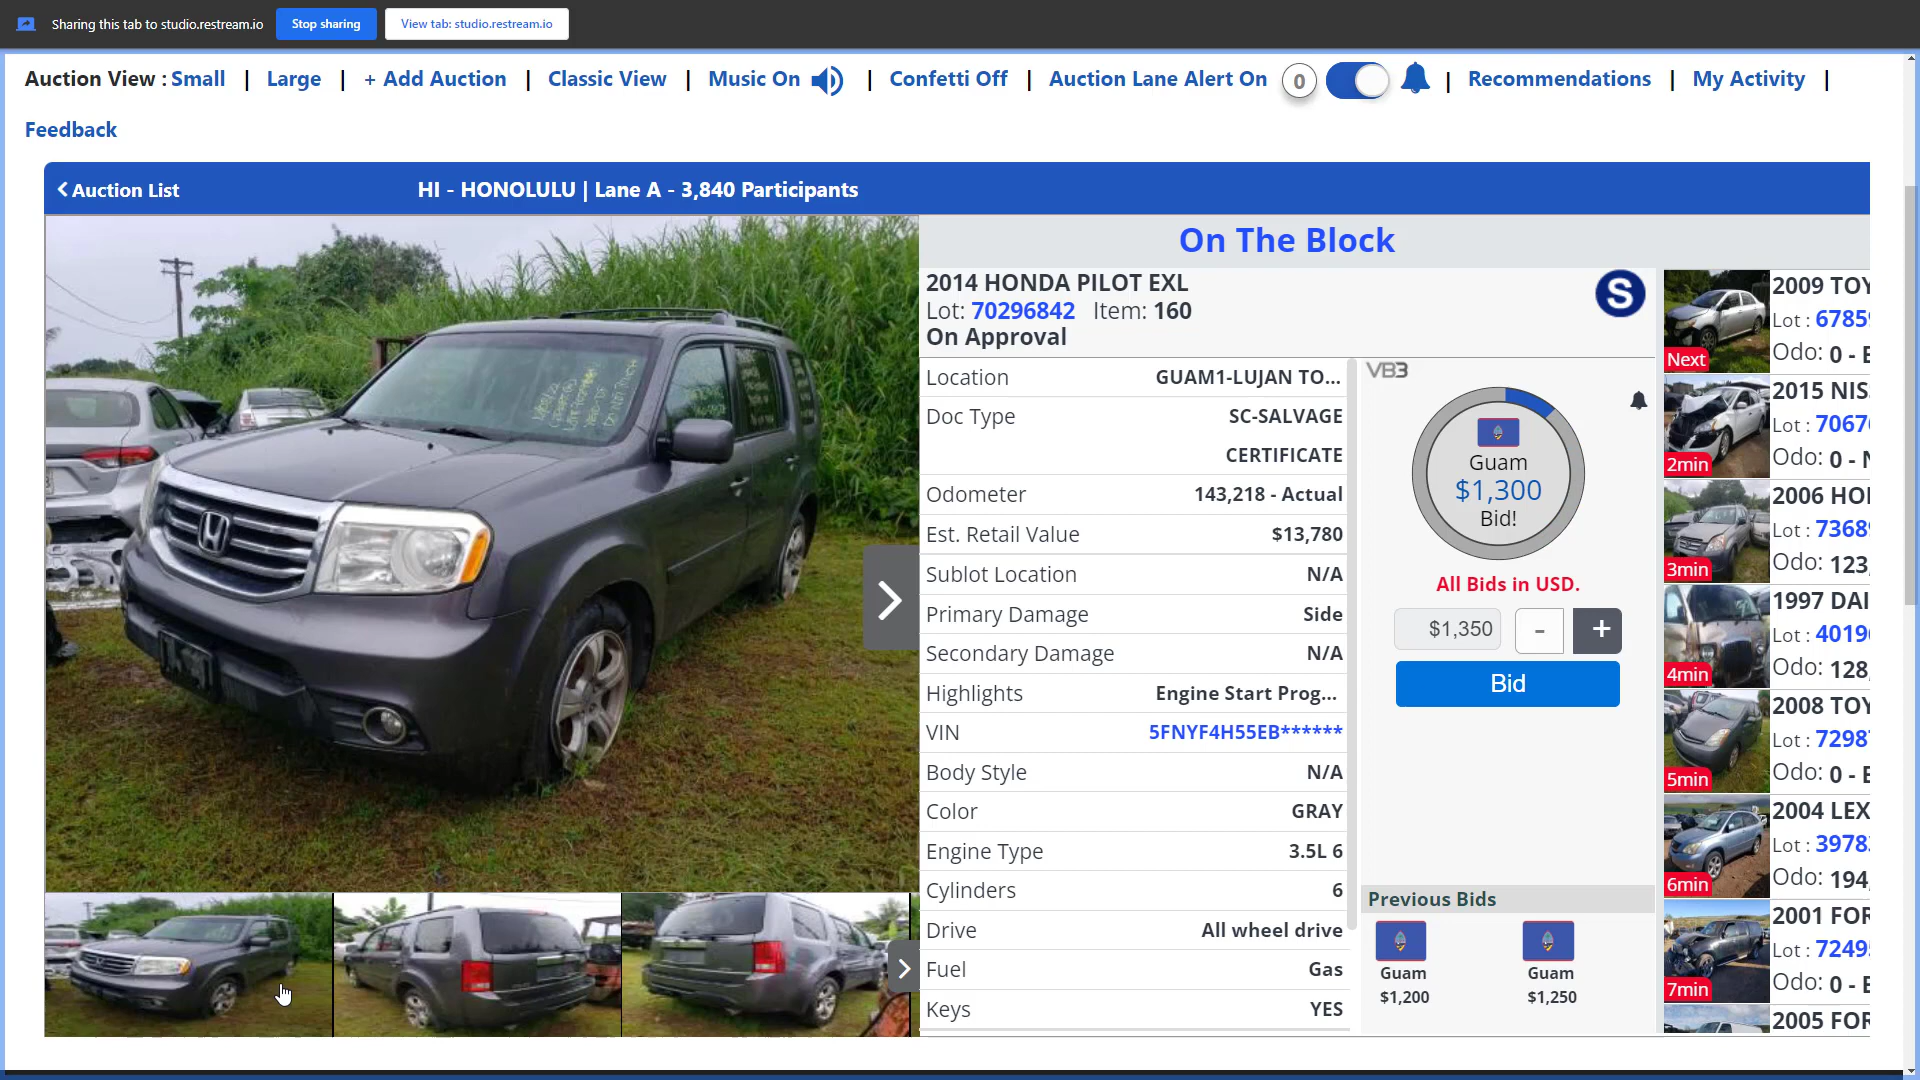 Sharing this tab to studio.restream.io
Stop sharing
View tab: studio.restream.io
Auction View : Small | Large | + Add Auction | Classic View | Music On | Confetti Off | Auction Lane Alert On 0 | Recommendations | My Activity |
Feedback
Auction List
HI - HONOLULU | Lane A - 3,840 Participants
On The Block
2014 HONDA PILOT EXL
Lot: 70296842 Item: 160
On Approval
S
Location GUAM1-LUJAN TO...
Doc Type SC-SALVAGE
CERTIFICATE
Odometer 143,218 - Actual
Est. Retail Value $13,780
Sublot Location N/A
Primary Damage Side
Secondary Damage N/A
Highlights Engine Start Prog...
VIN 5FNYF4H55EB******
Body Style N/A
Color GRAY
Engine Type 3.5L 6
Cylinders 6
Drive All wheel drive
Fuel Gas
Keys YES
VB3
Guam
$1,300
Bid!
All Bids in USD.
$1,350 - +
Bid
Previous Bids
Guam
$1,200
Guam
$1,250
2009 TOY
Lot : 6785
Odo: 0 - E
Next
2015 NIS
Lot : 7067
Odo: 0 - N
2min
2006 HO
Lot : 7368
Odo: 123,
3min
1997 DAI
Lot : 4019
Odo: 128,
4min
2008 TOY
Lot : 7298
Odo: 0 - E
5min
2004 LEX
Lot : 3978
Odo: 194,
6min
2001 FOR
Lot : 7249
Odo: 0 - E
7min
2005 FOR